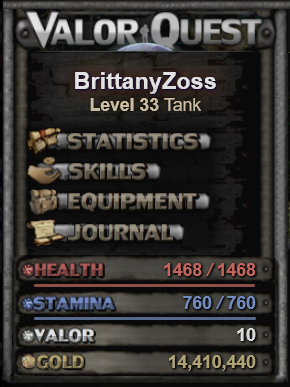 VALOR QUEST
BrittanyZoss
Level 33 Tank
STATISTICS
SKILLS
EQUIPMENT
JOURNAL
HEALTH 1468 / 1468
STAMINA 760 / 760
VALOR 10
GOLD 14,410,440